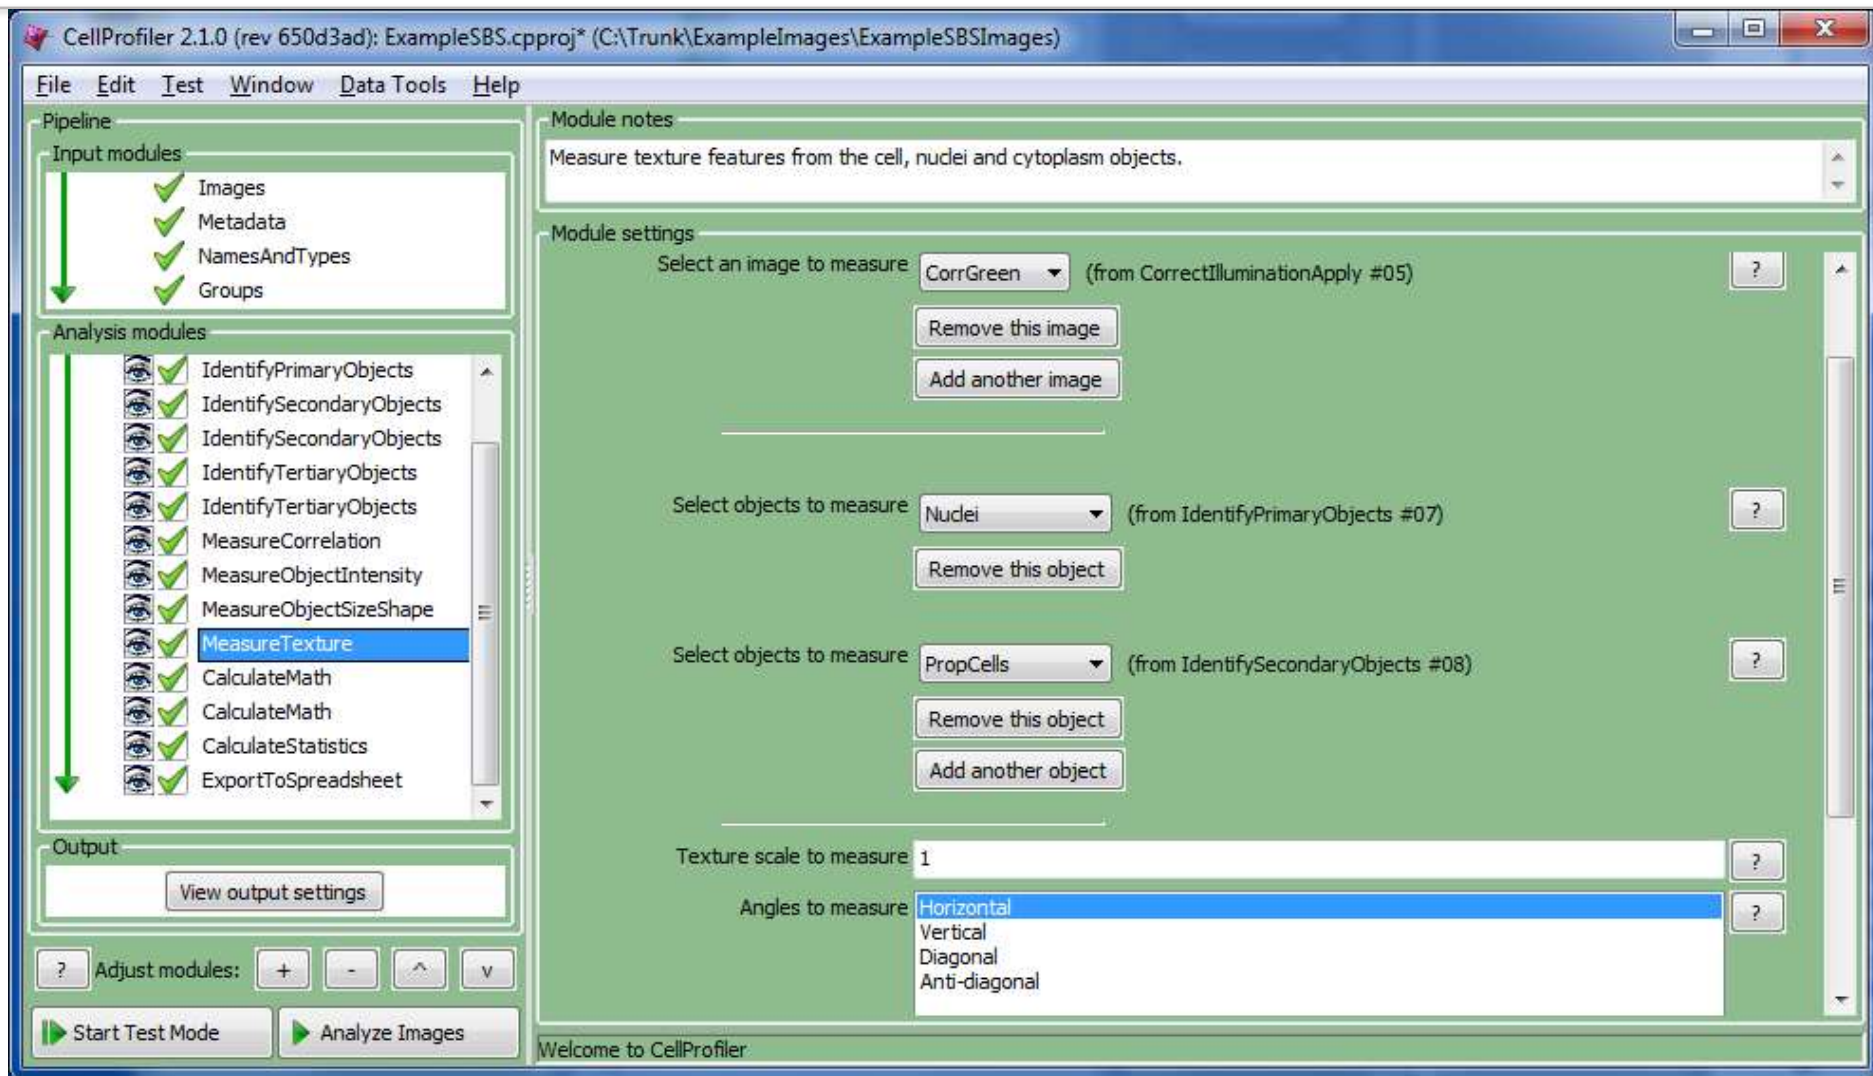 CellProfiler 2.1.0 (rev 650d3ad): ExampleSBS.cpproj* (C:\Trunk\ExampleImages\ExampleSBSImages)
File Edit Test Window Data Tools Help
Pipeline
Input modules
Images
Metadata
NamesAndTypes
Groups
Analysis modules
IdentifyPrimaryObjects
IdentifySecondaryObjects
IdentifySecondaryObjects
IdentifyTertiaryObjects
IdentifyTertiaryObjects
MeasureCorrelation
MeasureObjectIntensity
MeasureObjectSizeShape
MeasureTexture
CalculateMath
CalculateMath
CalculateStatistics
ExportToSpreadsheet
Output
View output settings
? Adjust modules: + - ^ v
Start Test Mode Analyze Images
Module notes
Measure texture features from the cell, nuclei and cytoplasm objects.
Module settings
Select an image to measure CorrGreen (from CorrectIlluminationApply #05) ?
Remove this image
Add another image
Select objects to measure Nuclei (from IdentifyPrimaryObjects #07) ?
Remove this object
Select objects to measure PropCells (from IdentifySecondaryObjects #08) ?
Remove this object
Add another object
Texture scale to measure 1 ?
Angles to measure Horizontal ?
Vertical
Diagonal
Anti-diagonal
Welcome to CellProfiler